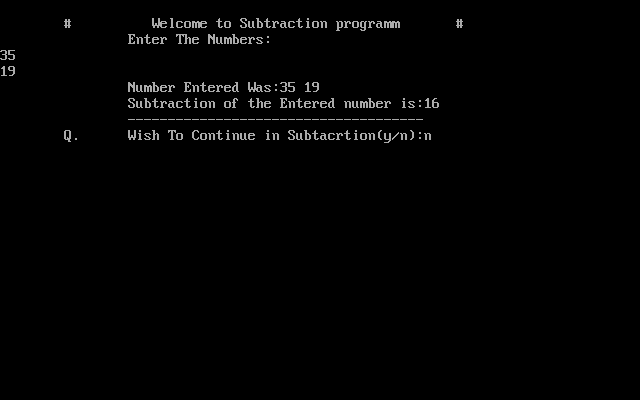 # Welcome to Subtraction programm #
Enter The Numbers:
35
19
Number Entered Was:35 19
Subtraction of the Entered number is:16
-------------------------------------
Q. Wish To Continue in Subtacrtion(y/n):n